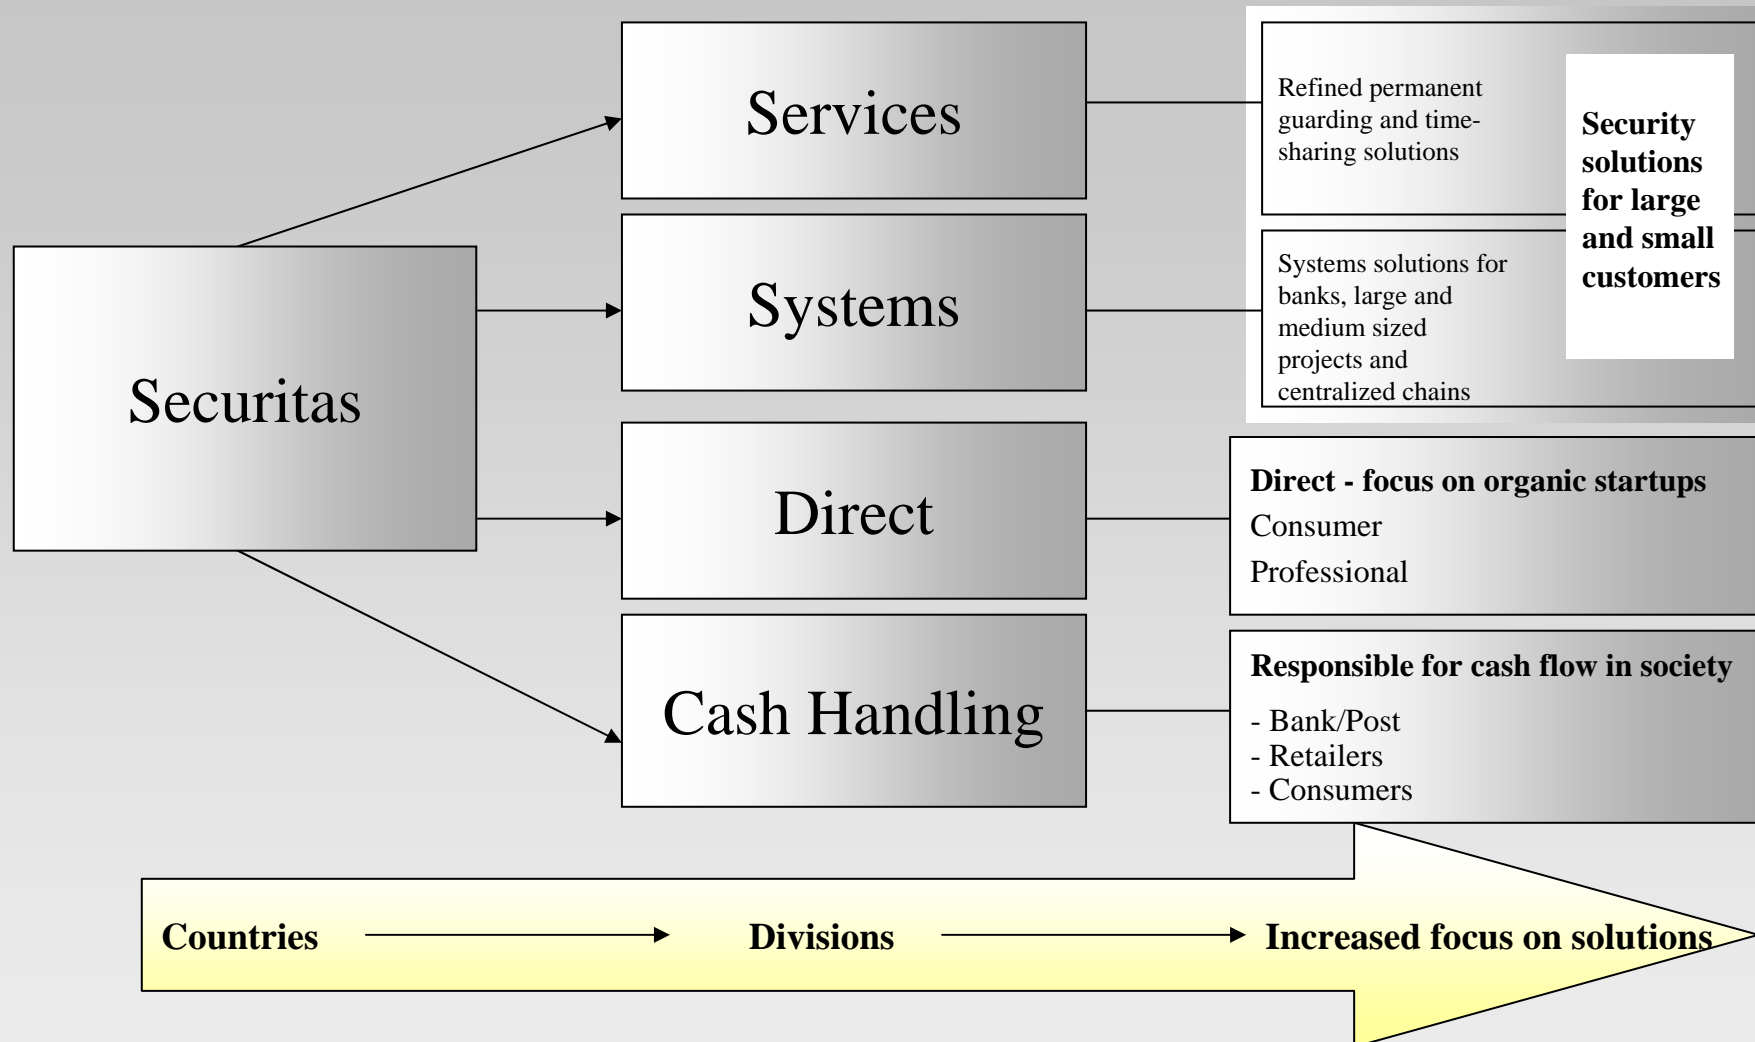 Services
Refined permanent
guarding and time-
sharing solutions
Security
solutions
for large
and small
customers
Systems
Systems solutions for
banks, large and
medium sized
projects and
centralized chains
Securitas
Direct
Direct - focus on organic startups
Consumer
Professional
Cash Handling
Responsible for cash flow in society
- Bank/Post
- Retailers
- Consumers
Countries
Divisions
Increased focus on solutions